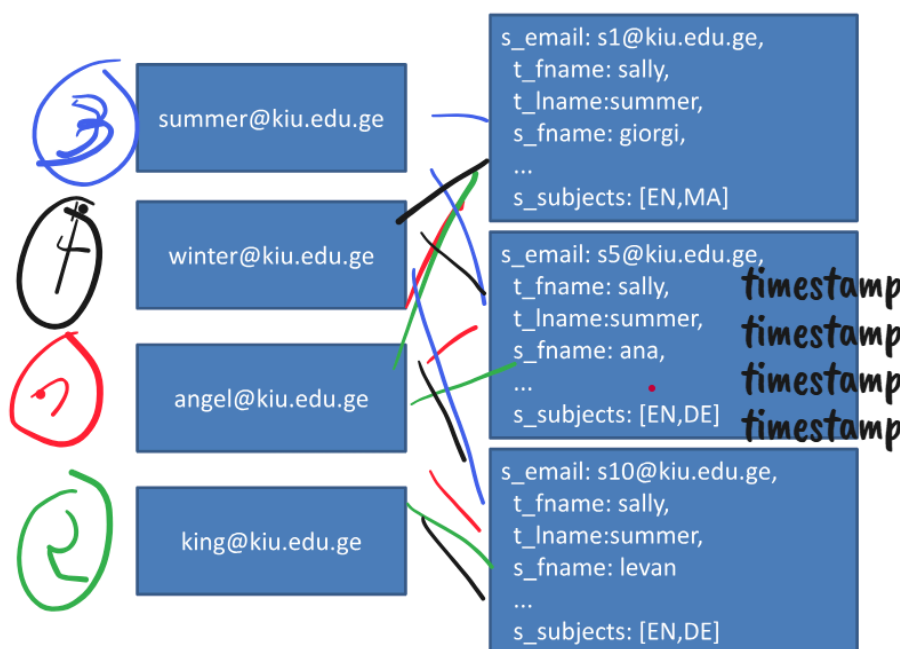 3
summer@kiu.edu.ge
4
winter@kiu.edu.ge
angel@kiu.edu.ge
2
king@kiu.edu.ge
s_email: s1@kiu.edu.ge,
t_fname: sally,
t_lname:summer,
s_fname: giorgi,
...
s_subjects: [EN,MA]
s_email: s5@kiu.edu.ge,
t_fname: sally,
t_lname:summer,
s_fname: ana,
...
s_subjects: [EN,DE]
timestamp
timestamp
timestamp
timestamp
s_email: s10@kiu.edu.ge,
t_fname: sally,
t_lname:summer,
s_fname: levan
...
s_subjects: [EN,DE]